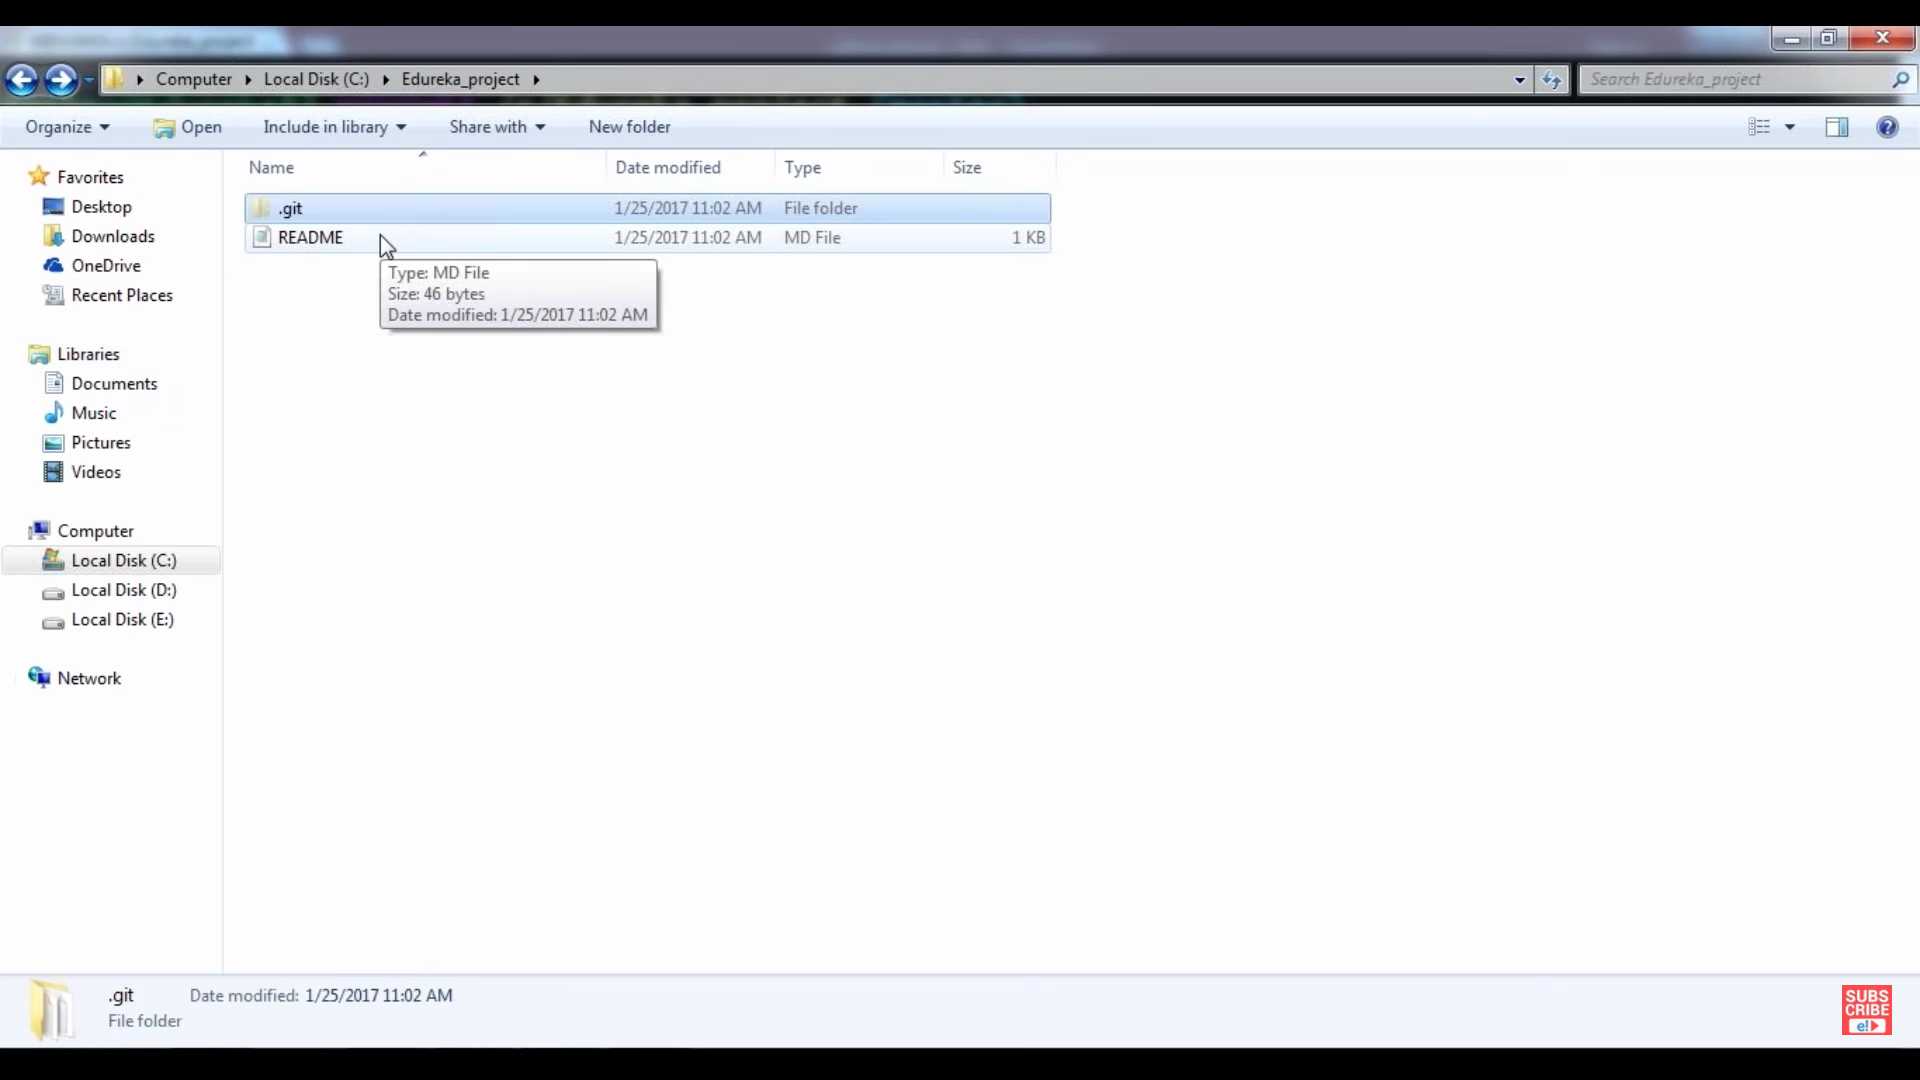 Computer Local Disk (C:) Edureka_project
Search Edureka_project
Organize Open Include in library Share with New folder
Name Date modified Type Size
.git 1/25/2017 11:02 AM File folder
README 1/25/2017 11:02 AM MD File 1 KB
Type: MD File
Size: 46 bytes
Date modified: 1/25/2017 11:02 AM
Favorites
Desktop
Downloads
OneDrive
Recent Places
Libraries
Documents
Music
Pictures
Videos
Computer
Local Disk (C:)
Local Disk (D:)
Local Disk (E:)
Network
.git Date modified: 1/25/2017 11:02 AM
File folder
SUBS
CRIBE
e!